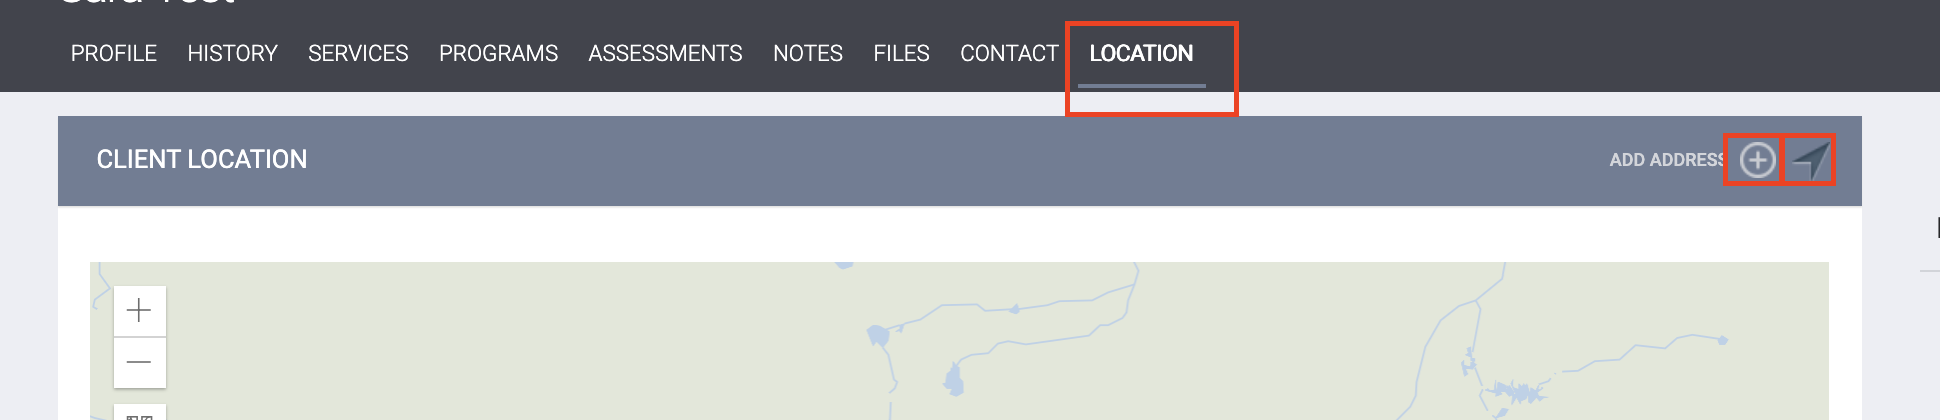 PROFILE HISTORY SERVICES PROGRAMS ASSESSMENTS NOTES FILES CONTACT LOCATION
CLIENT LOCATION ADD ADDRESS